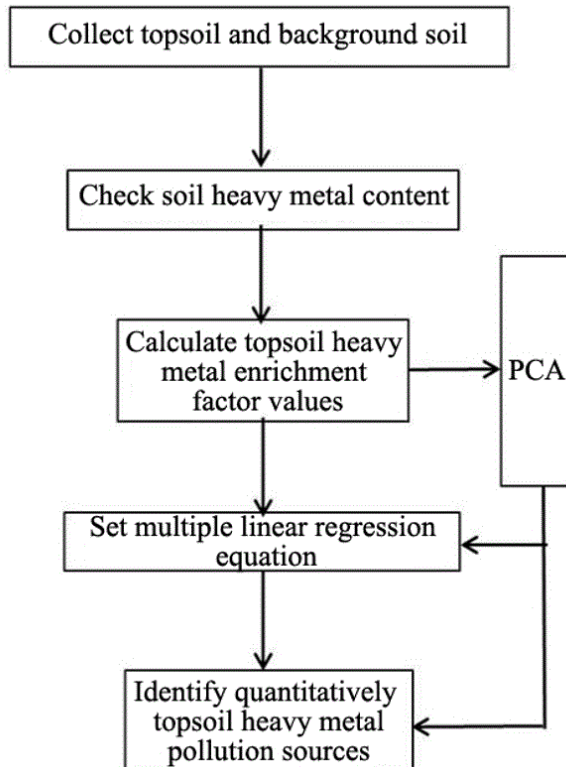 Collect topsoil and background soil
Check soil heavy metal content
Calculate topsoil heavy
metal enrichment
factor values
PCA
Set multiple linear regression
equation
Identify quantitatively
topsoil heavy metal
pollution sources